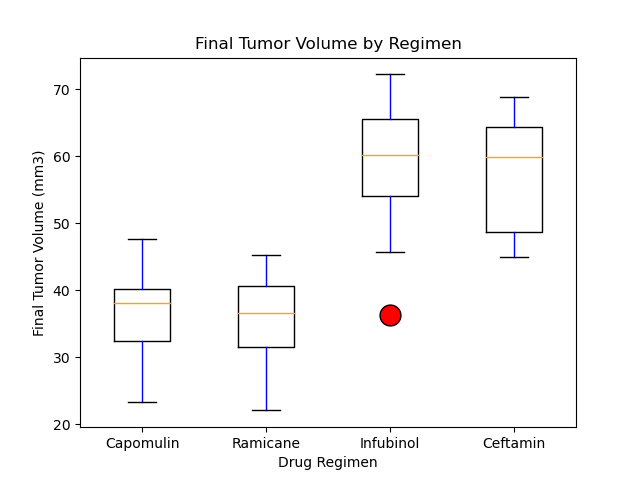 Final Tumor Volume by Regimen
Final Tumor Volume (mm3)
70
60
50
40
30
20
Capomulin Ramicane Infubinol Ceftamin
Drug Regimen